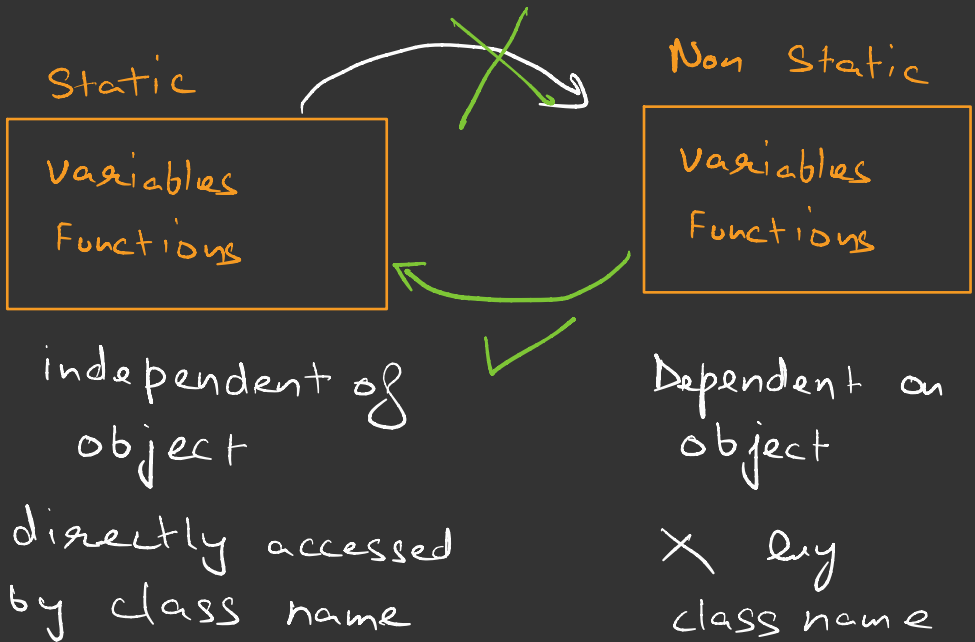 Static
Variables
Functions
independent of
object
directly accessed
by class name
Non Static
Variables
Functions
Dependent on
object
X by
class name